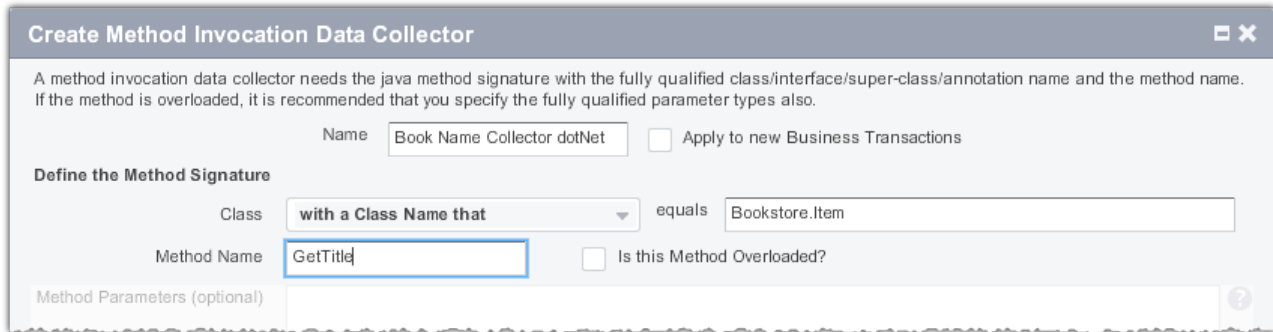 Create Method Invocation Data Collector
A method invocation data collector needs the java method signature with the fully qualified class/interface/super-class/annotation name and the method name.
If the method is overloaded, it is recommended that you specify the fully qualified parameter types also.
Name Book Name Collector dotNet Apply to new Business Transactions
Define the Method Signature
Class with a Class Name that equals Bookstore.Item
Method Name GetTitle Is this Method Overloaded?
Method Parameters (optional) ?